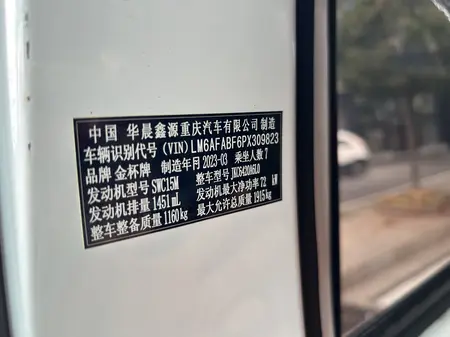 中国 华晨鑫源重庆汽车有限公司 制造
车辆识别代号(VIN) LM6AFABF6PX309823
品牌 金杯牌 制造年月 2023-03 乘坐人数 7
发动机型号 SWC15M 整车型号 JKC6420A6L0
发动机排量 1451mL 发动机最大净功率 72 kW
整车整备质量 1160kg 最大允许总质量 1915kg